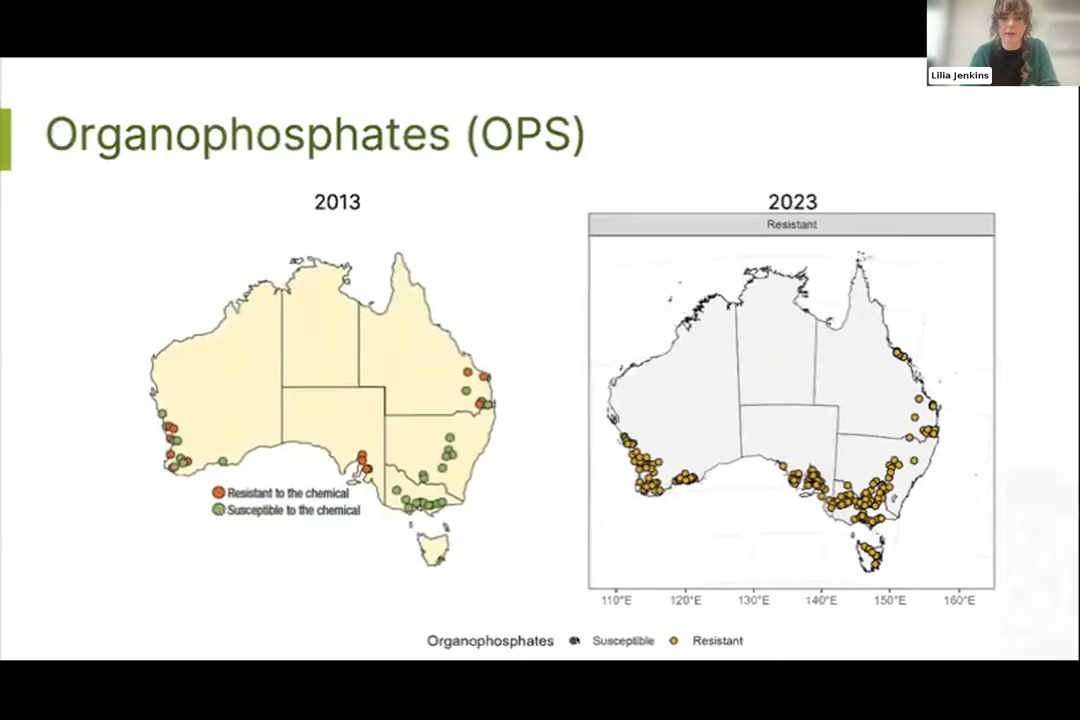 Lilia Jenkins
Organophosphates (OPS)
2013
2023
Resistant
Resistant to the chemical
Susceptible to the chemical
110°E 120°E 130°E 140°E 150°E 160°E
Organophosphates Susceptible Resistant